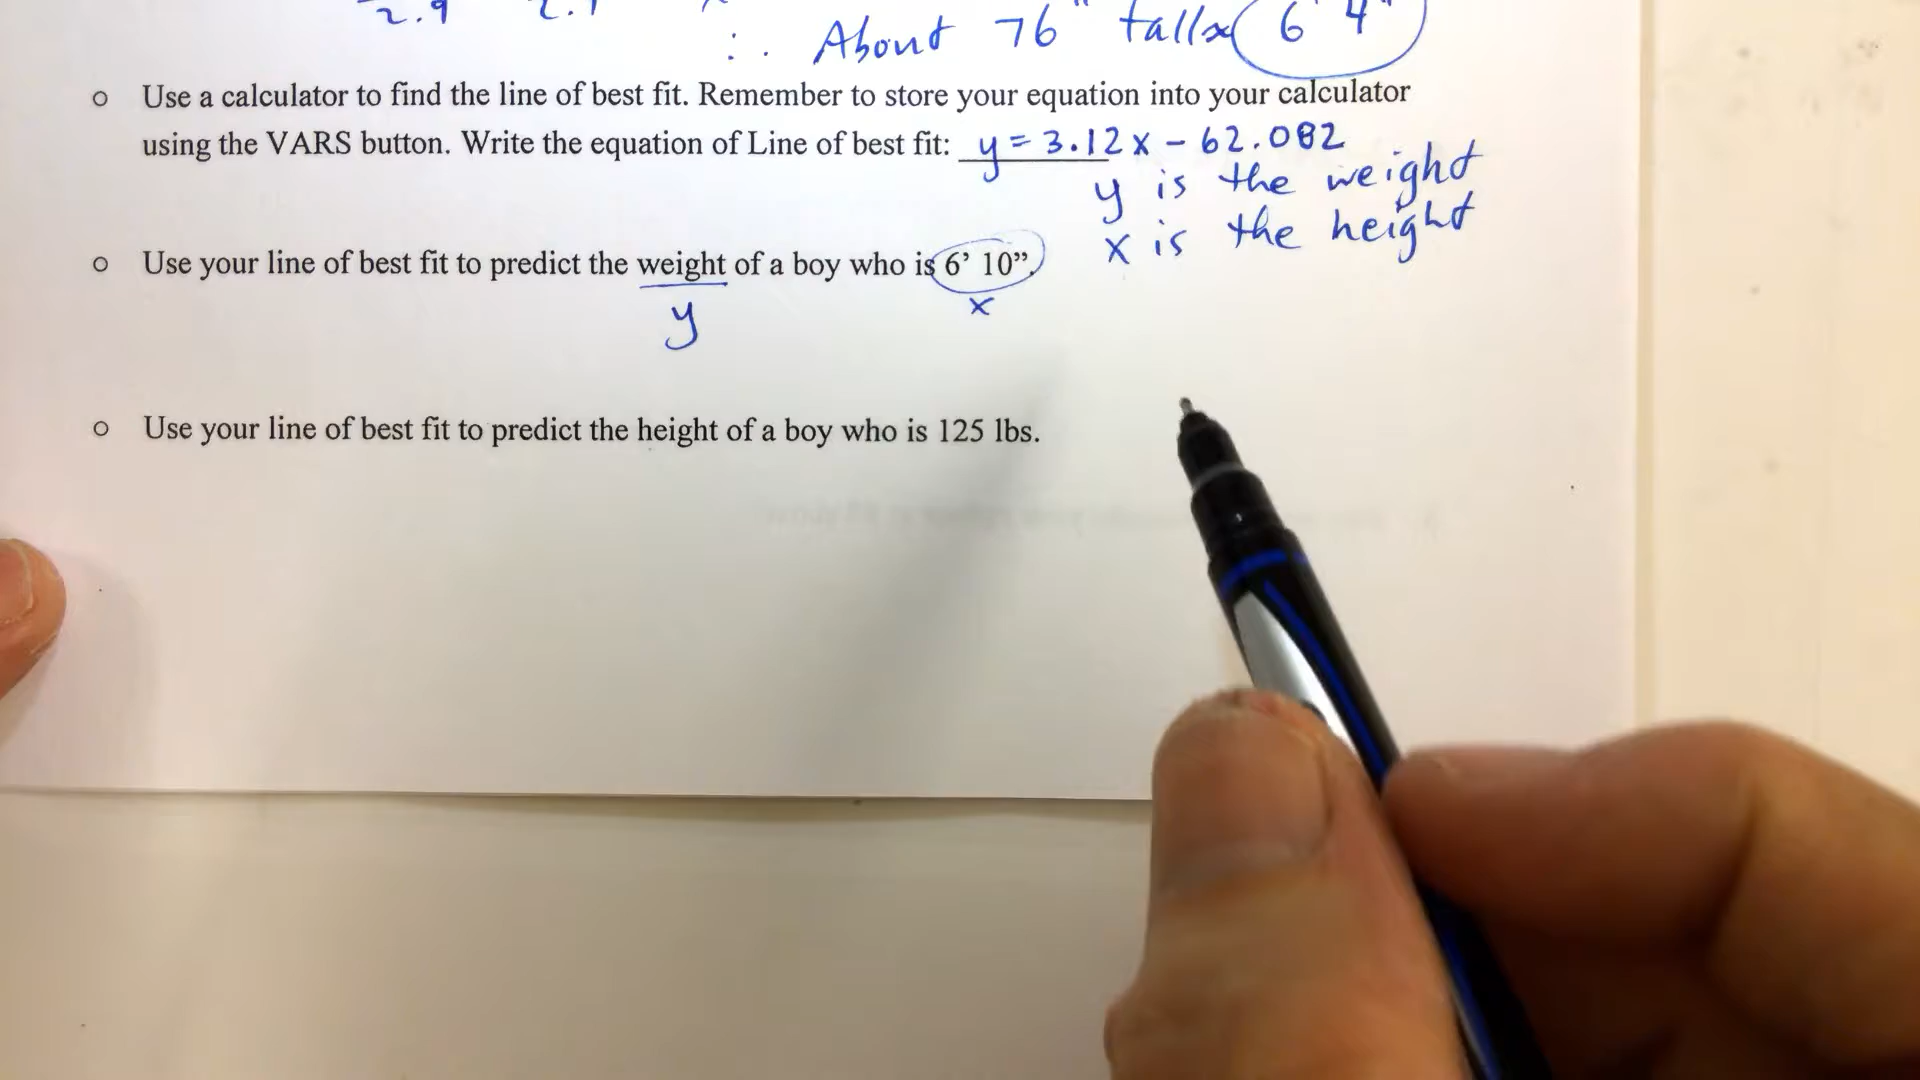 2.9 2.9
∴ About 76" tall ≈ 6' 4"
○ Use a calculator to find the line of best fit. Remember to store your equation into your calculator
using the VARS button. Write the equation of Line of best fit: y = 3.12x - 62.082
y is the weight
x is the height
○ Use your line of best fit to predict the weight of a boy who is 6’ 10”.
y x
○ Use your line of best fit to predict the height of a boy who is 125 lbs.